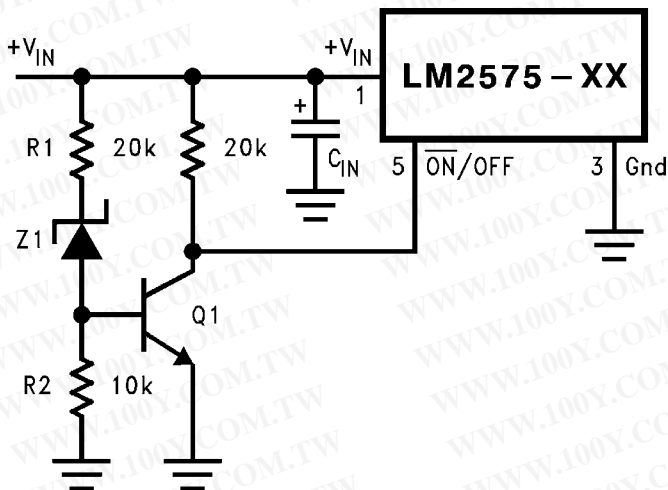 +VIN
+VIN
1
LM2575-XX
R1
20k
20k
+
CIN
5
ON/OFF
3
Gnd
Z1
Q1
R2
10k
WWW.100Y.COM.TW